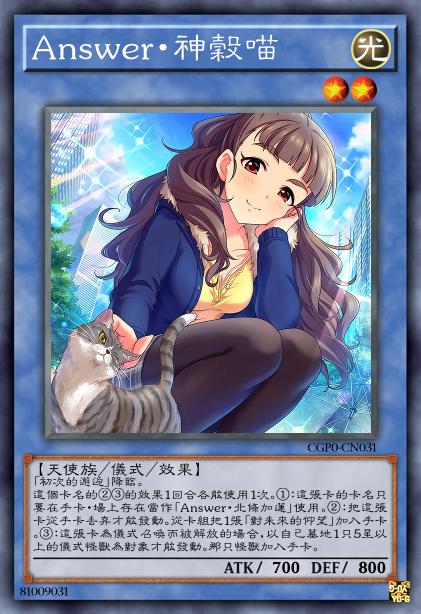 Answer・神穀喵
光
CGP0-CN031
【天使族/儀式/效果】
「初次的邂逅」降臨。
這個卡名的②③的效果1回合各能使用1次。①：這張卡的卡名只
要在手卡・場上存在當作「Answer・北條加蓮」使用。②：把這張
卡從手卡丟弃才能發動。從卡組把1張「對未來的仰望」加入手卡
。③：這張卡為儀式召喚而被解放的場合，以自己墓地1只5星以
上的儀式怪獸為對象才能發動。那只怪獸加入手卡。
ATK/ 700 DEF/ 800
81009031